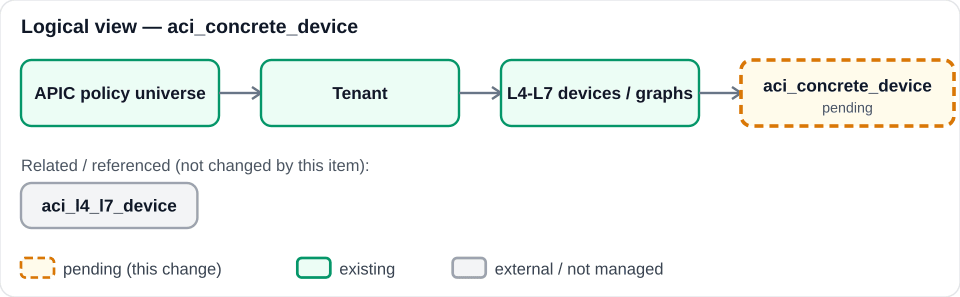 Logical view — aci_concrete_device
APIC policy universe
Tenant
L4-L7 devices / graphs
aci_concrete_device
pending
Related / referenced (not changed by this item):
aci_l4_l7_device
pending (this change)
existing
external / not managed